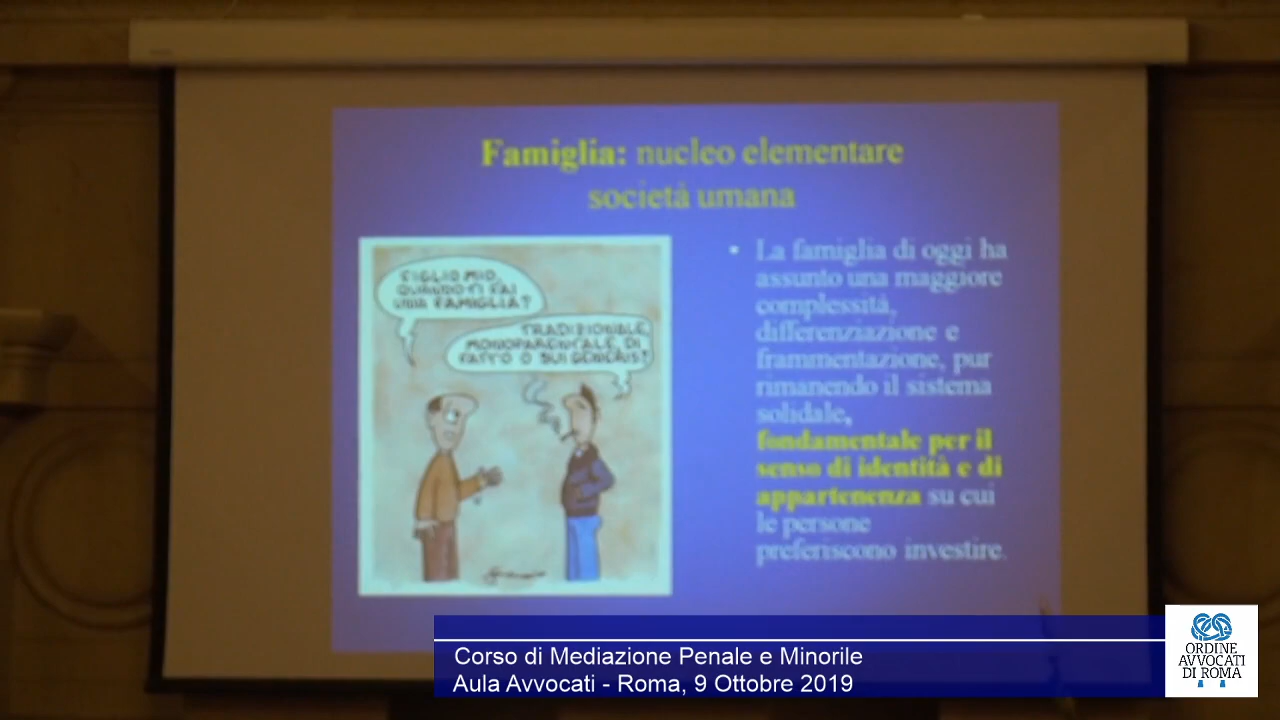 Famiglia: nucleo elementare
società umana
FIGLIO MIO,
QUANDO TI FAI
UNA FAMIGLIA?
TRADIZIONALE,
MONOPARENTALE, DI
FATTO O SUI GENERIS?
• La famiglia di oggi ha
assunto una maggiore
complessità,
differenziazione e
frammentazione, pur
rimanendo il sistema
solidale,
fondamentale per il
senso di identità e di
appartenenza su cui
le persone
preferiscono investire.
Corso di Mediazione Penale e Minorile
Aula Avvocati - Roma, 9 Ottobre 2019
ORDINE
AVVOCATI
DI ROMA